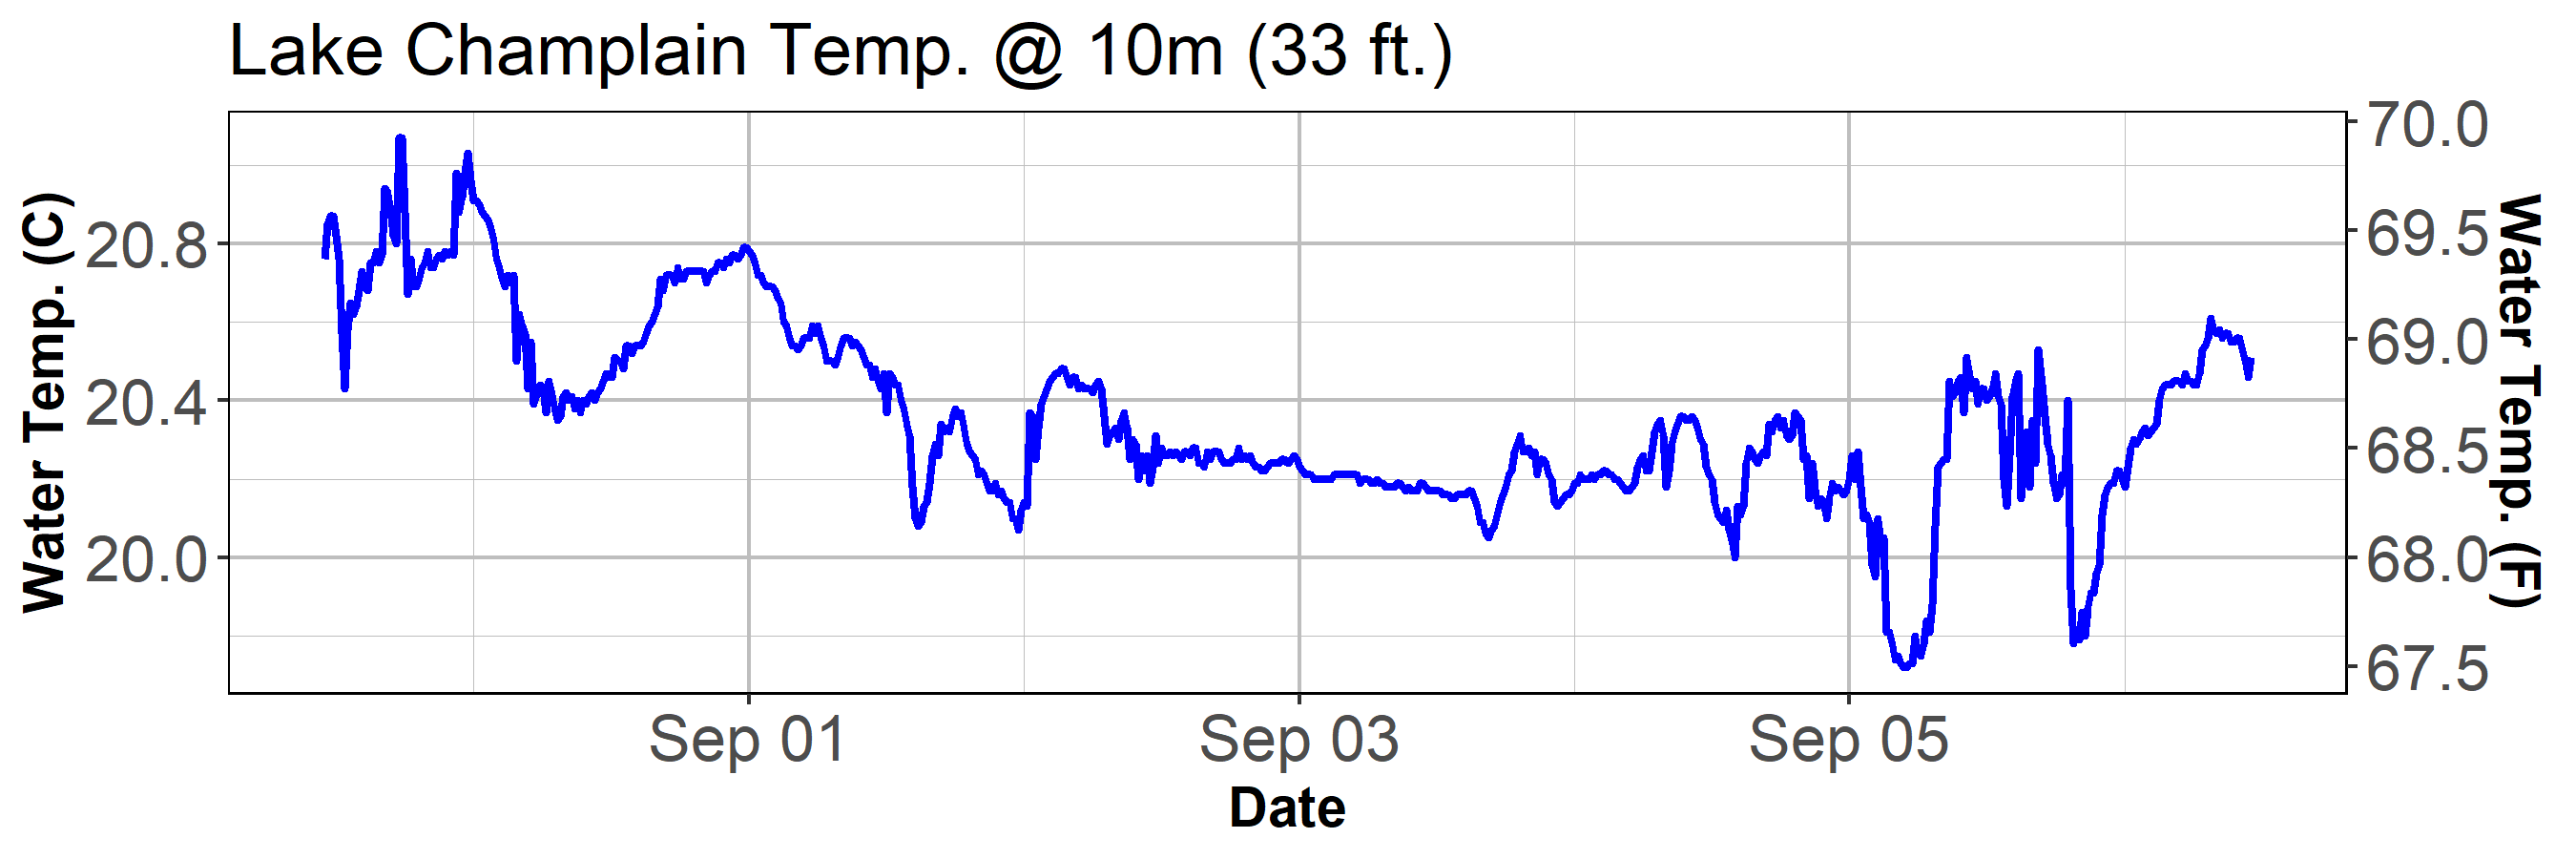 Lake Champlain Temp. @ 10m (33 ft.)
Water Temp. (C)
20.8
20.4
20.0
70.0
69.5
69.0
68.5
68.0
67.5
Water Temp. (F)
Sep 01
Sep 03
Sep 05
Date